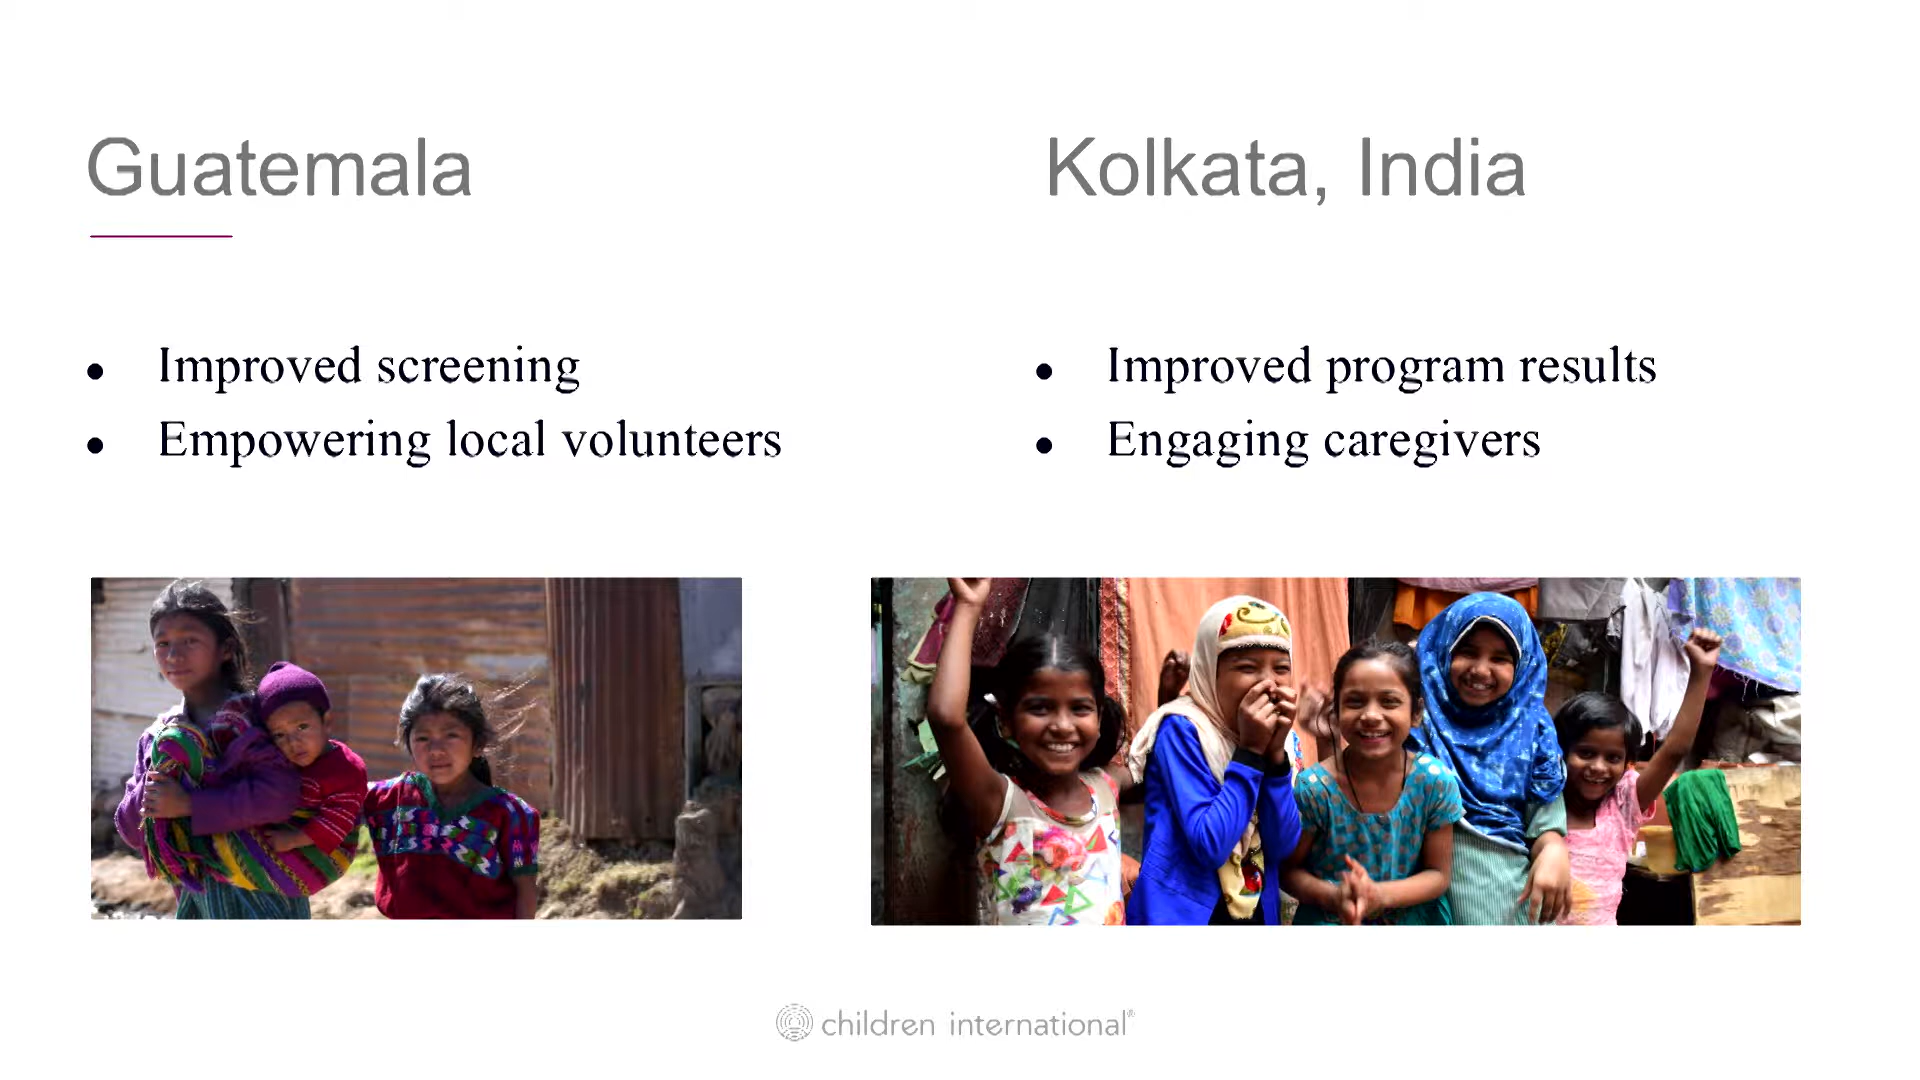 Guatemala
Improved screening
Empowering local volunteers
Kolkata, India
Improved program results
Engaging caregivers
children international®